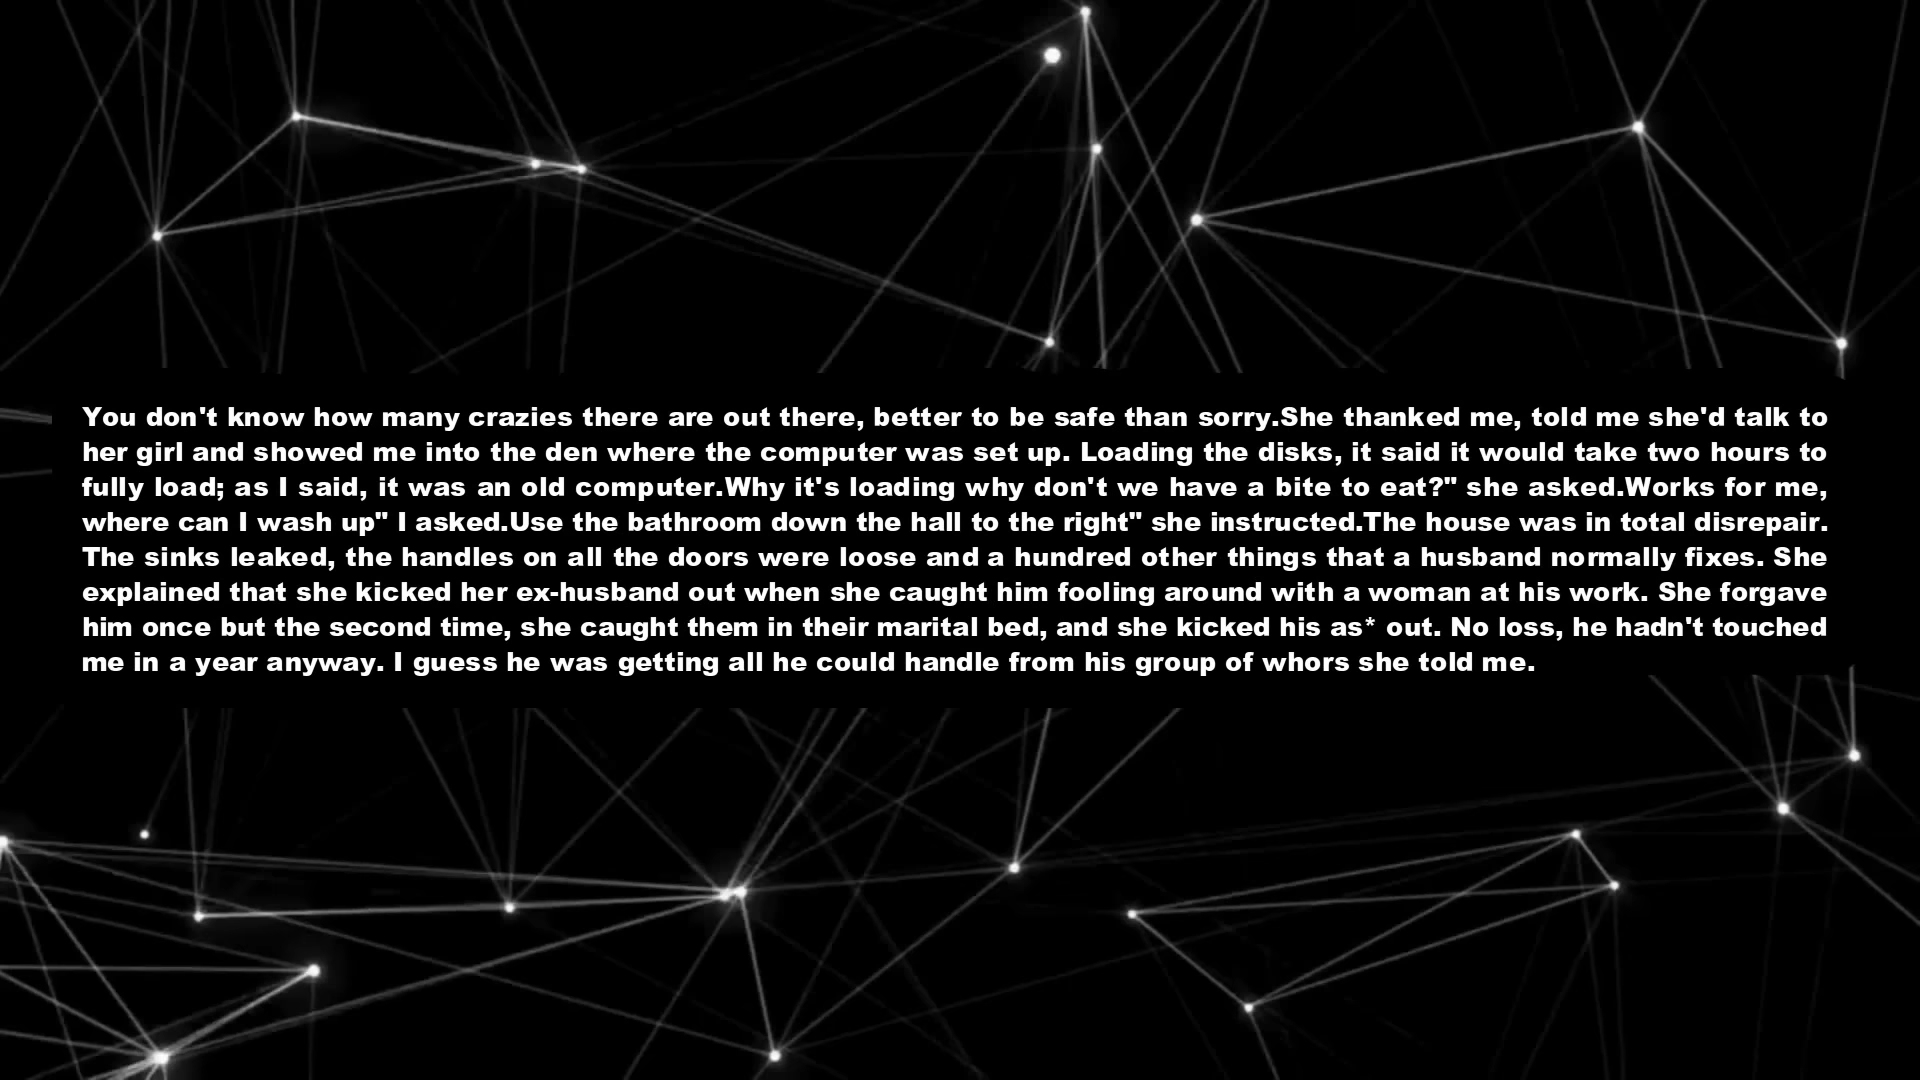 You don't know how many crazies there are out there, better to be safe than sorry.She thanked me, told me she'd talk to
her girl and showed me into the den where the computer was set up. Loading the disks, it said it would take two hours to
fully load; as I said, it was an old computer.Why it's loading why don't we have a bite to eat?" she asked.Works for me,
where can I wash up" I asked.Use the bathroom down the hall to the right" she instructed.The house was in total disrepair.
The sinks leaked, the handles on all the doors were loose and a hundred other things that a husband normally fixes. She
explained that she kicked her ex-husband out when she caught him fooling around with a woman at his work. She forgave
him once but the second time, she caught them in their marital bed, and she kicked his as* out. No loss, he hadn't touched
me in a year anyway. I guess he was getting all he could handle from his group of whors she told me.